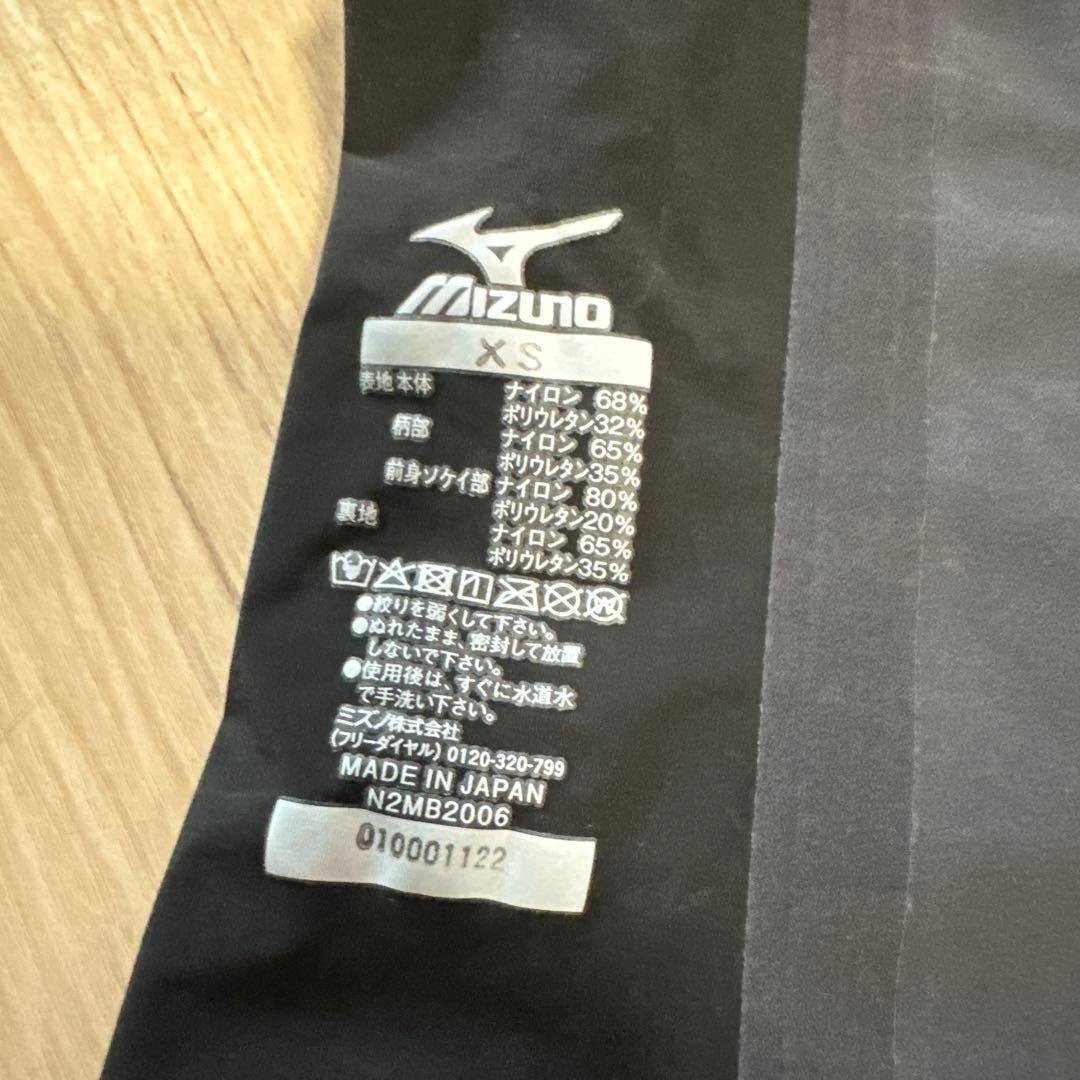 MIZUNO
XS
表地 本体 ナイロン 68%
ポリウレタン32%
柄部 ナイロン 65%
ポリウレタン35%
前身ソケイ部 ナイロン 80%
ポリウレタン20%
裏地 ナイロン 65%
ポリウレタン35%
●絞りを弱くして下さい。
●ぬれたまま、密封して放置
しないで下さい。
●使用後は、すぐに水道水
で手洗い下さい。
ミズノ株式会社
(フリーダイヤル) 0120-320-799
MADE IN JAPAN
N2MB2006
010001122